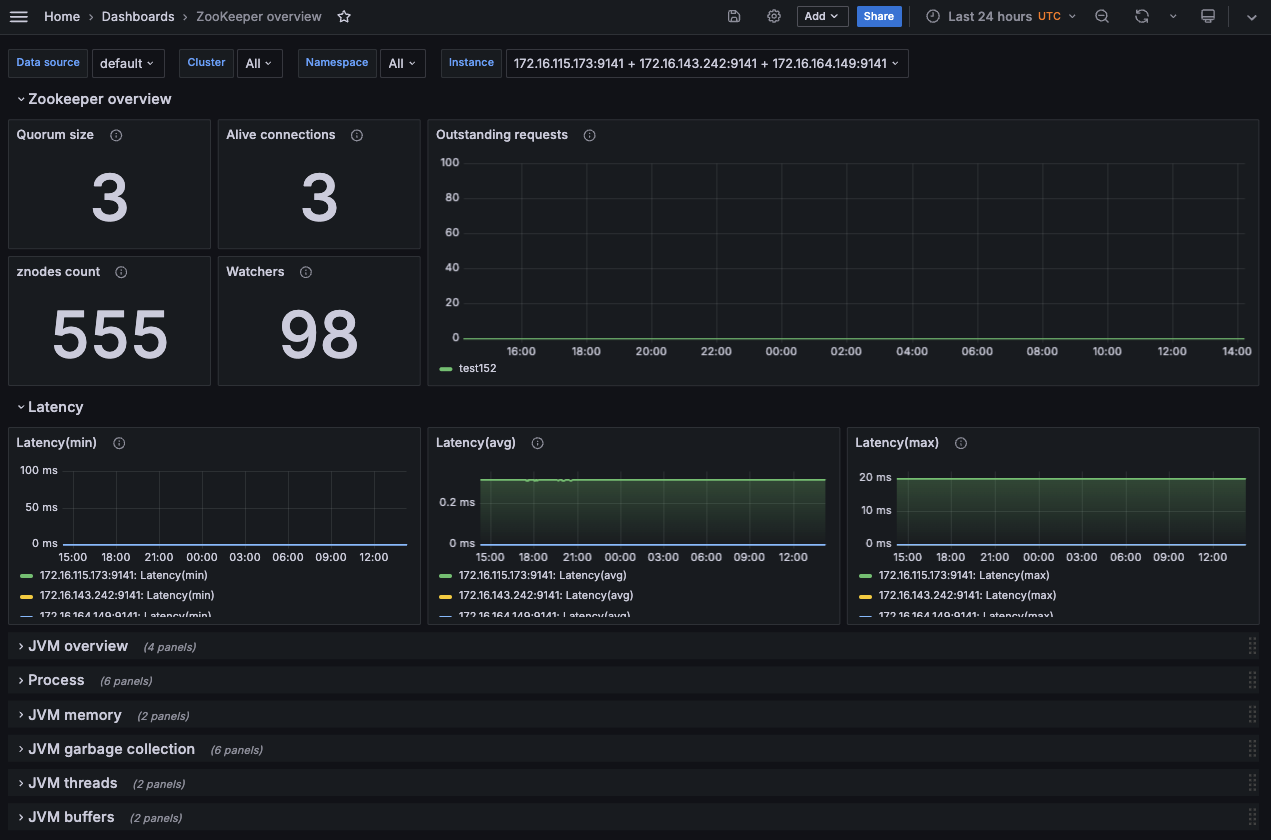 Home › Dashboards › ZooKeeper overview
Add
Share
Last 24 hours UTC
Data source default
Cluster All
Namespace All
Instance 172.16.115.173:9141 + 172.16.143.242:9141 + 172.16.164.149:9141
Zookeeper overview
Quorum size
3
Alive connections
3
Outstanding requests
100
80
60
40
20
0
16:00 18:00 20:00 22:00 00:00 02:00 04:00 06:00 08:00 10:00 12:00 14:00
test152
znodes count
555
Watchers
98
Latency
Latency(min)
100 ms
50 ms
0 ms
15:00 18:00 21:00 00:00 03:00 06:00 09:00 12:00
172.16.115.173:9141: Latency(min)
172.16.143.242:9141: Latency(min)
172.16.164.149:9141: Latency(min)
Latency(avg)
0.2 ms
0 ms
15:00 18:00 21:00 00:00 03:00 06:00 09:00 12:00
172.16.115.173:9141: Latency(avg)
172.16.143.242:9141: Latency(avg)
172.16.164.149:9141: Latency(avg)
Latency(max)
20 ms
10 ms
0 ms
15:00 18:00 21:00 00:00 03:00 06:00 09:00 12:00
172.16.115.173:9141: Latency(max)
172.16.143.242:9141: Latency(max)
172.16.164.149:9141: Latency(max)
JVM overview (4 panels)
Process (6 panels)
JVM memory (2 panels)
JVM garbage collection (6 panels)
JVM threads (2 panels)
JVM buffers (2 panels)